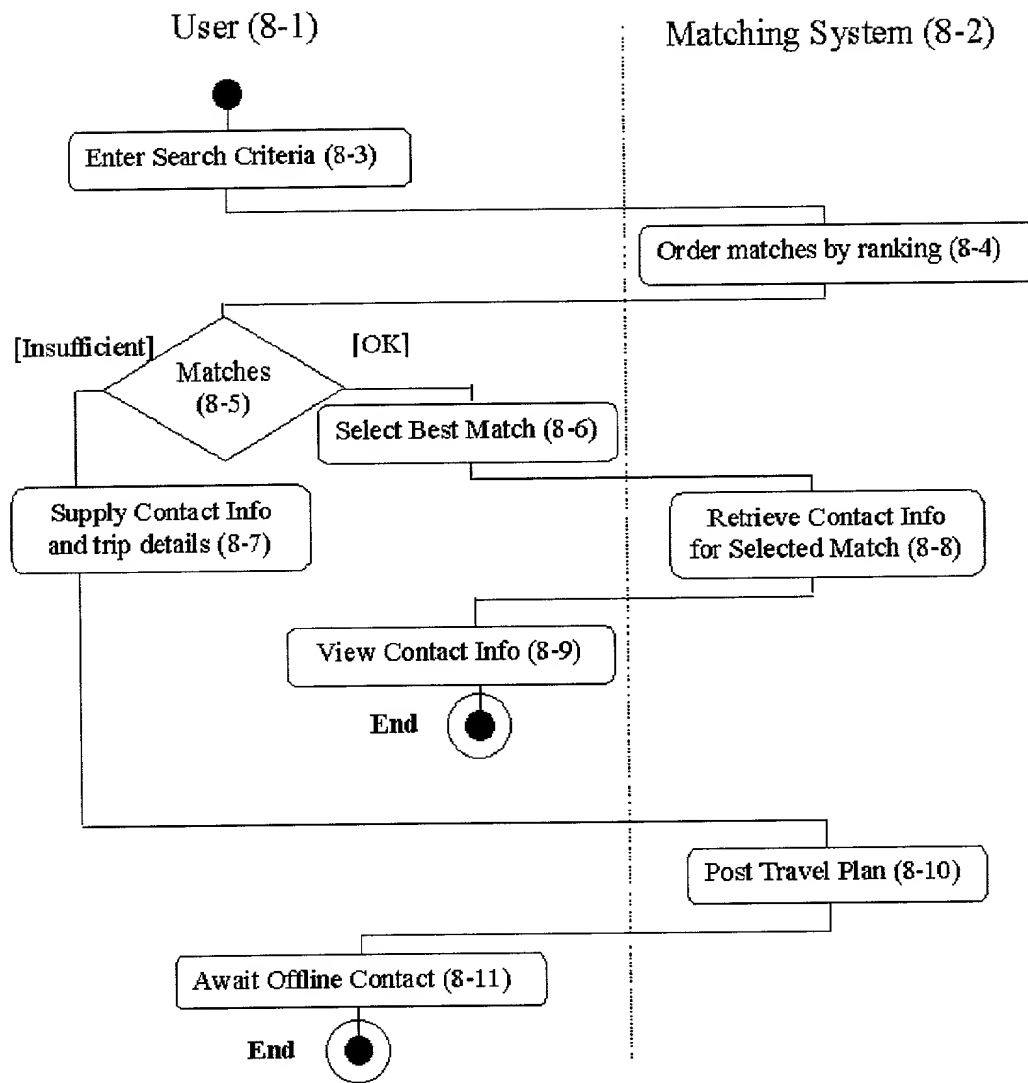 User (8-1)
Matching System (8-2)
Enter Search Criteria (8-3)
Order matches by ranking (8-4)
[Insufficient]
[OK]
Matches
(8-5)
Select Best Match (8-6)
Supply Contact Info
and trip details (8-7)
Retrieve Contact Info
for Selected Match (8-8)
View Contact Info (8-9)
End
Post Travel Plan (8-10)
Await Offline Contact (8-11)
End